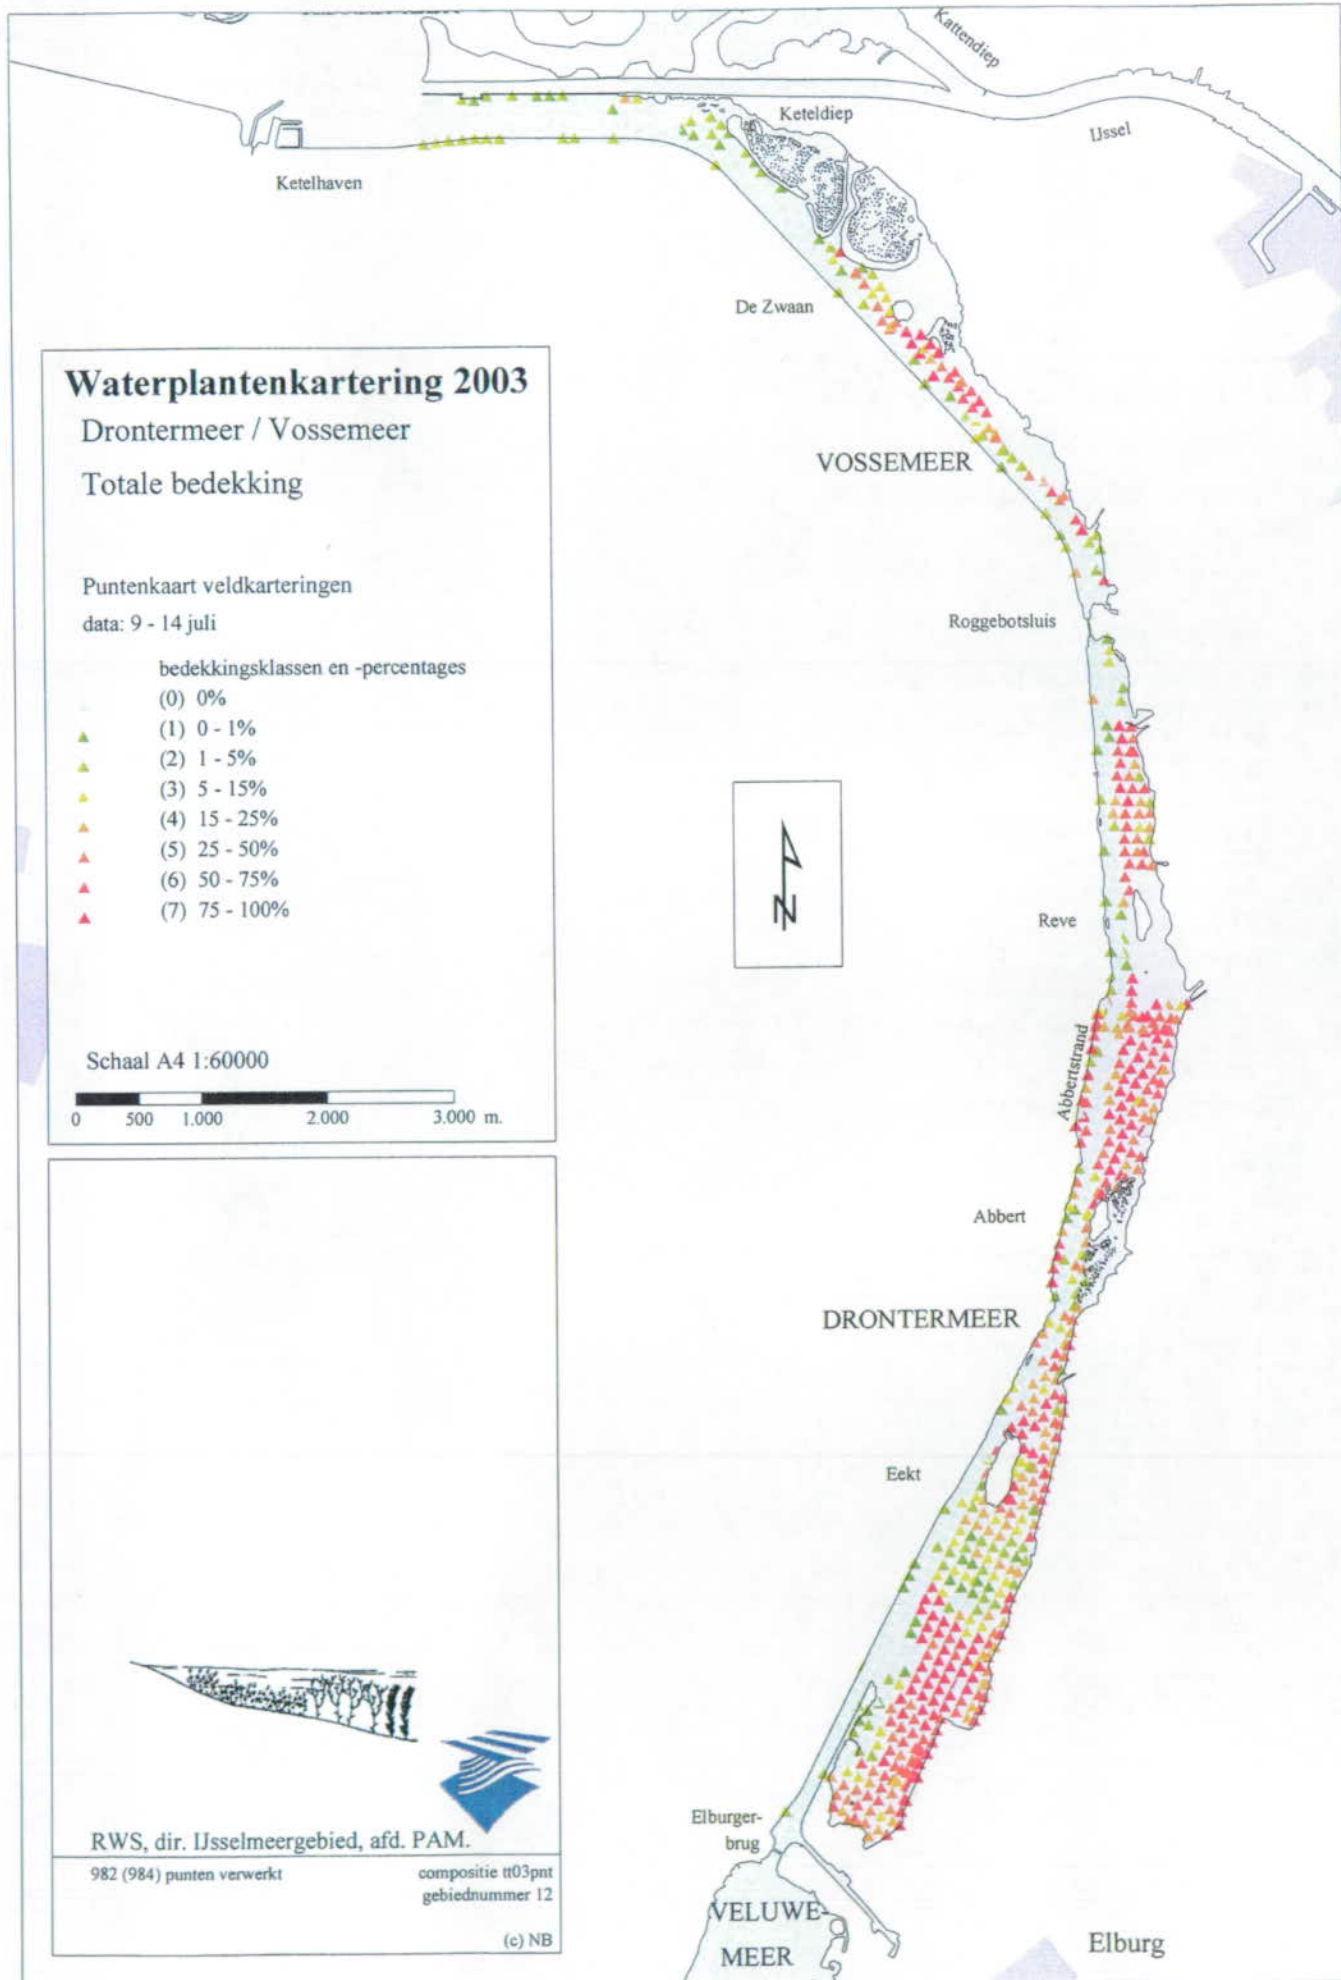 Kattendiep
Keteldiep
IJssel
Ketelhaven
De Zwaan
Waterplantenkartering 2003
Drontermeer / Vossemeer
Totale bedekking
VOSSEMEER
Puntenkaart veldkarteringen
data: 9 - 14 juli
Roggebotsluis
bedekkingsklassen en -percentages
(0) 0%
(1) 0 - 1%
(2) 1 - 5%
(3) 5 - 15%
(4) 15 - 25%
(5) 25 - 50%
(6) 50 - 75%
(7) 75 - 100%
N
Reve
Schaal A4 1:60000
0 500 1.000 2.000 3.000 m.
Abbertstrand
Abbert
DRONTERMEER
Eekt
Elburger-
brug
RWS, dir. IJsselmeergebied, afd. PAM.
982 (984) punten verwerkt
compositie tt03pnt
gebiednummer 12
(c) NB
VELUWE-
MEER
Elburg